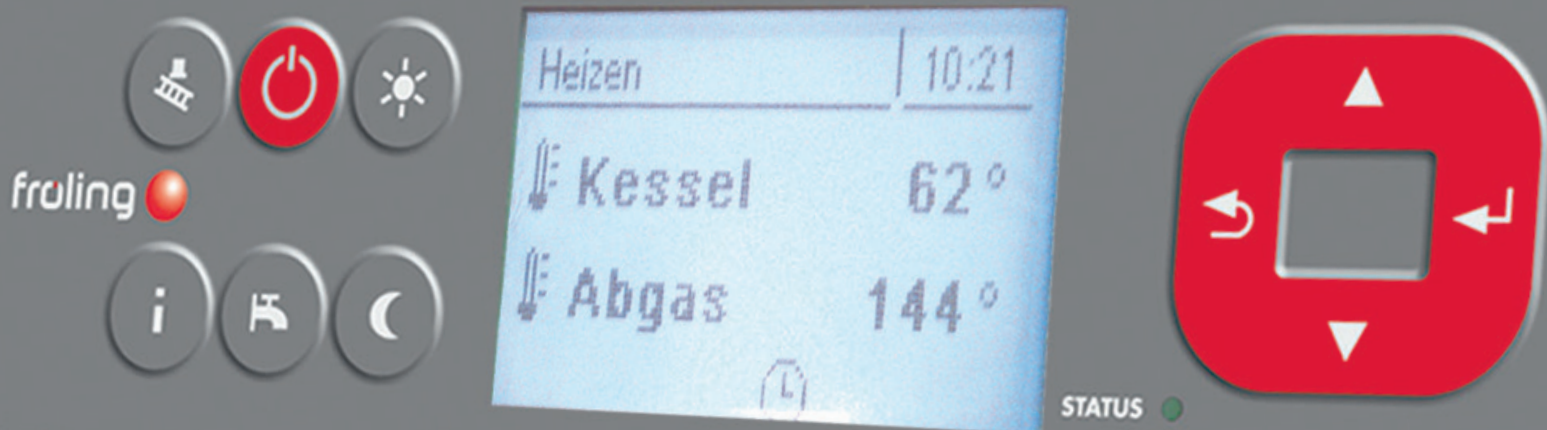 Heizen 10:21
Kessel 62°
Abgas 144°
fröling
i
STATUS